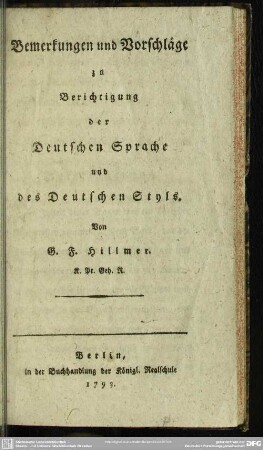 Bemerkungen und Vorschläge
zu
Berichtigung
der
Deutschen Sprache
und
des Deutschen Styls.
Von
G. F. Hillmer.
K. Pr. Geh. R.
Berlin,
in der Buchhandlung der Königl. Realschule
1793.